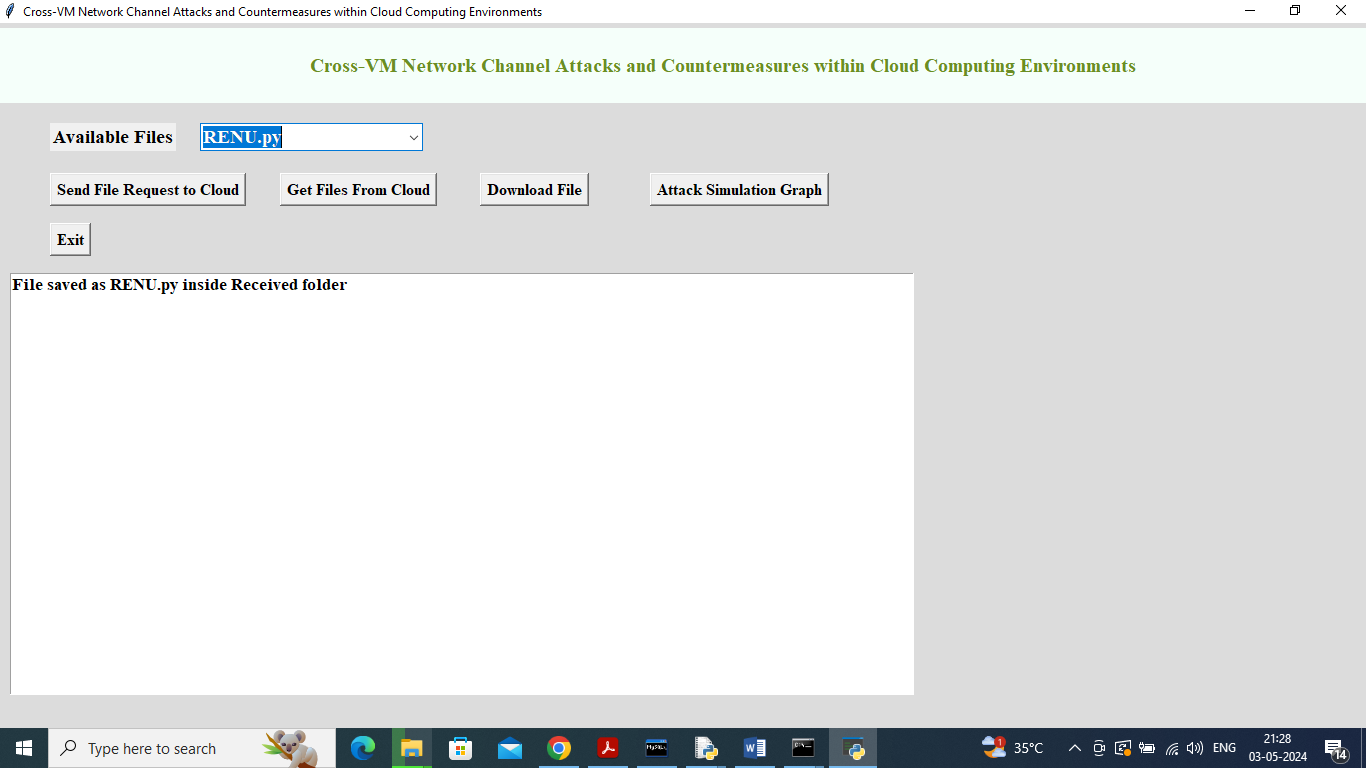 Cross-VM Network Channel Attacks and Countermeasures within Cloud Computing Environments
Cross-VM Network Channel Attacks and Countermeasures within Cloud Computing Environments
Available Files RENU.py
Send File Request to Cloud Get Files From Cloud Download File Attack Simulation Graph
Exit
File saved as RENU.py inside Received folder
Type here to search
MySQL
1
35°C
ENG
21:28
03-05-2024
14